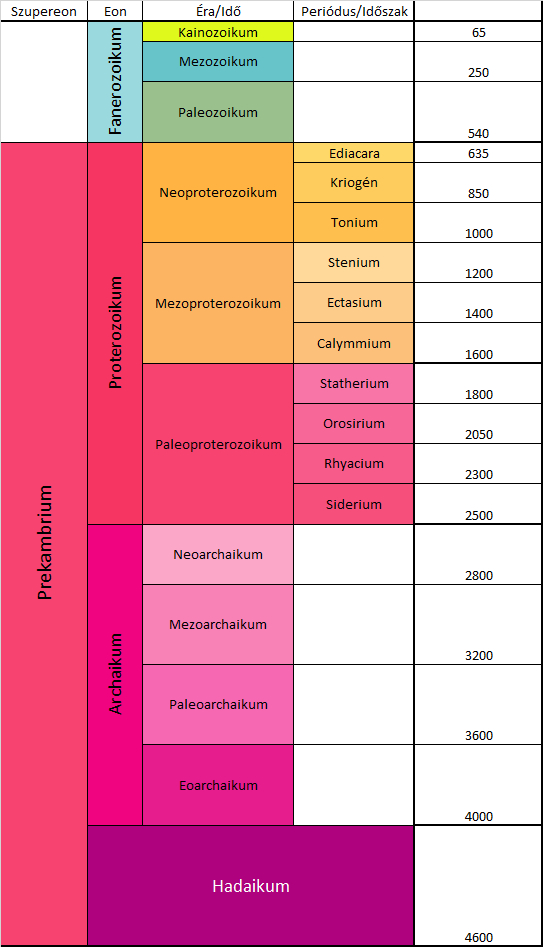 Szupereon Eon Éra/Idő Periódus/Időszak
Fanerozoikum
Kainozoikum 65
Mezozoikum 250
Paleozoikum 540
Prekambrium
Proterozoikum
Neoproterozoikum
Ediacara 635
Kriogén 850
Tonium 1000
Mezoproterozoikum
Stenium 1200
Ectasium 1400
Calymmium 1600
Paleoproterozoikum
Statherium 1800
Orosirium 2050
Rhyacium 2300
Siderium 2500
Archaikum
Neoarchaikum 2800
Mezoarchaikum 3200
Paleoarchaikum 3600
Eoarchaikum 4000
Hadaikum 4600